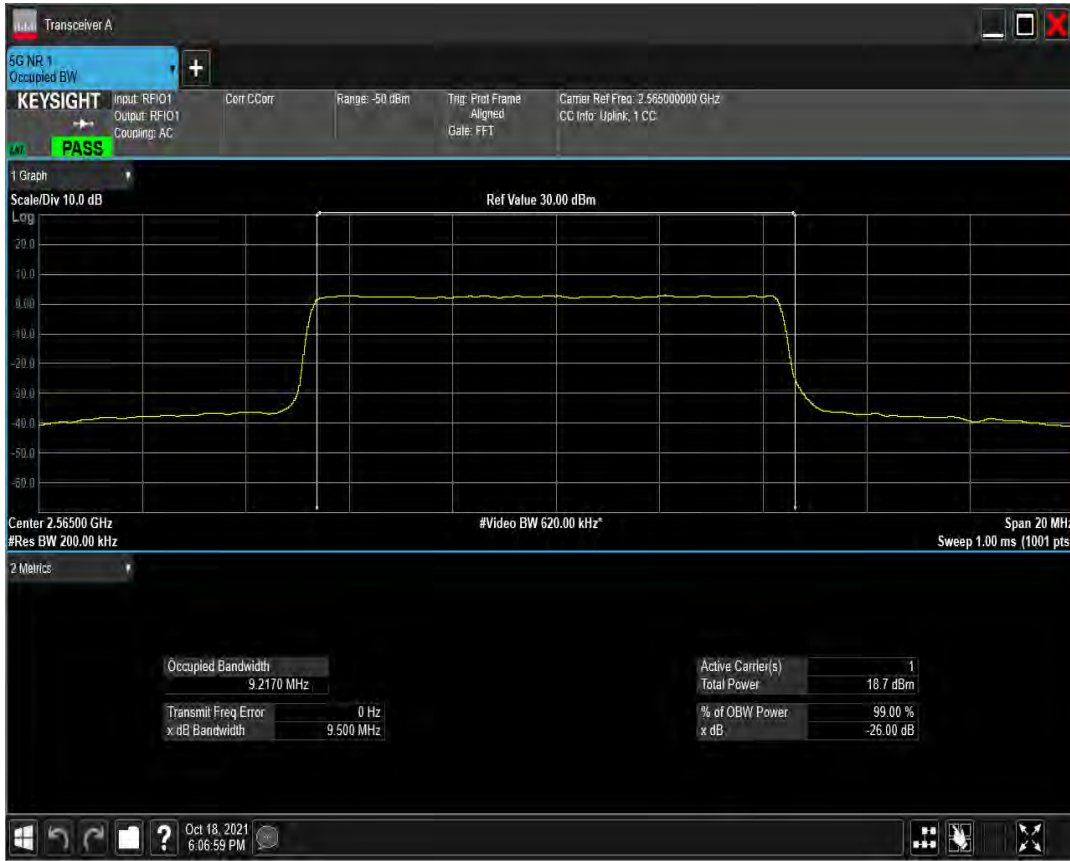 Transceiver A
5G NR 1
Occupied BW
KEYSIGHT
Input: RFIO1
Output: RFIO1
Coupling: AC
Corr CCorr
Range: -50 dBm
Trig: Prot Frame
Aligned
Gate: FFT
Carrier Ref Freq: 2.565000000 GHz
CC Info: Uplink, 1 CC
PASS
1 Graph
Scale/Div 10.0 dB
Ref Value 30.00 dBm
Log
20.0
10.0
0.00
-10.0
-20.0
-30.0
-40.0
-50.0
-60.0
Center 2.56500 GHz
#Video BW 620.00 kHz*
Span 20 MHz
#Res BW 200.00 kHz
Sweep 1.00 ms (1001 pts
2 Metrics
Occupied Bandwidth
9.2170 MHz
Transmit Freq Error 0 Hz
x dB Bandwidth 9.500 MHz
Active Carrier(s) 1
Total Power 18.7 dBm
% of OBW Power 99.00 %
x dB -26.00 dB
?
Oct 18, 2021
6:06:59 PM